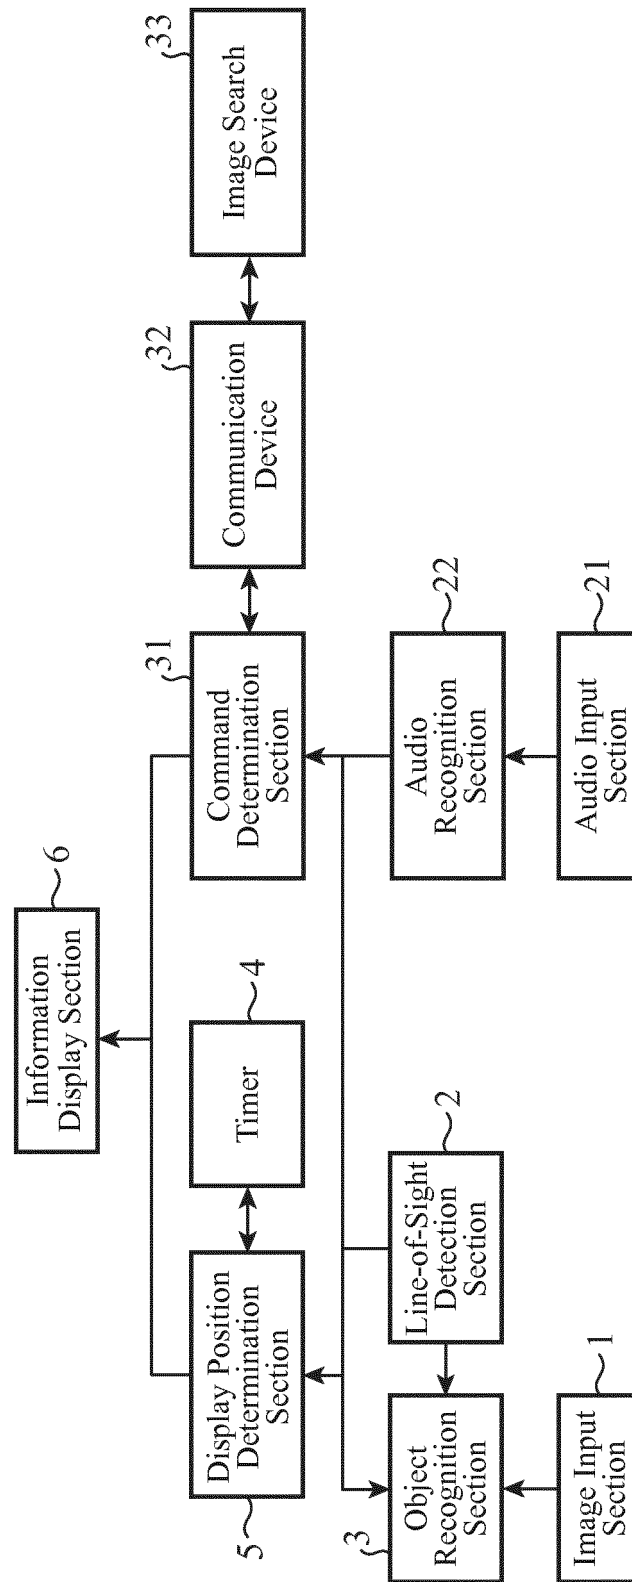 6
Information
Display Section
5
Display Position
Determination
Section
4
Timer
31
Command
Determination
Section
32
Communication
Device
33
Image Search
Device
3
Object
Recognition
Section
2
Line-of-Sight
Detection
Section
22
Audio
Recognition
Section
1
Image Input
Section
21
Audio Input
Section